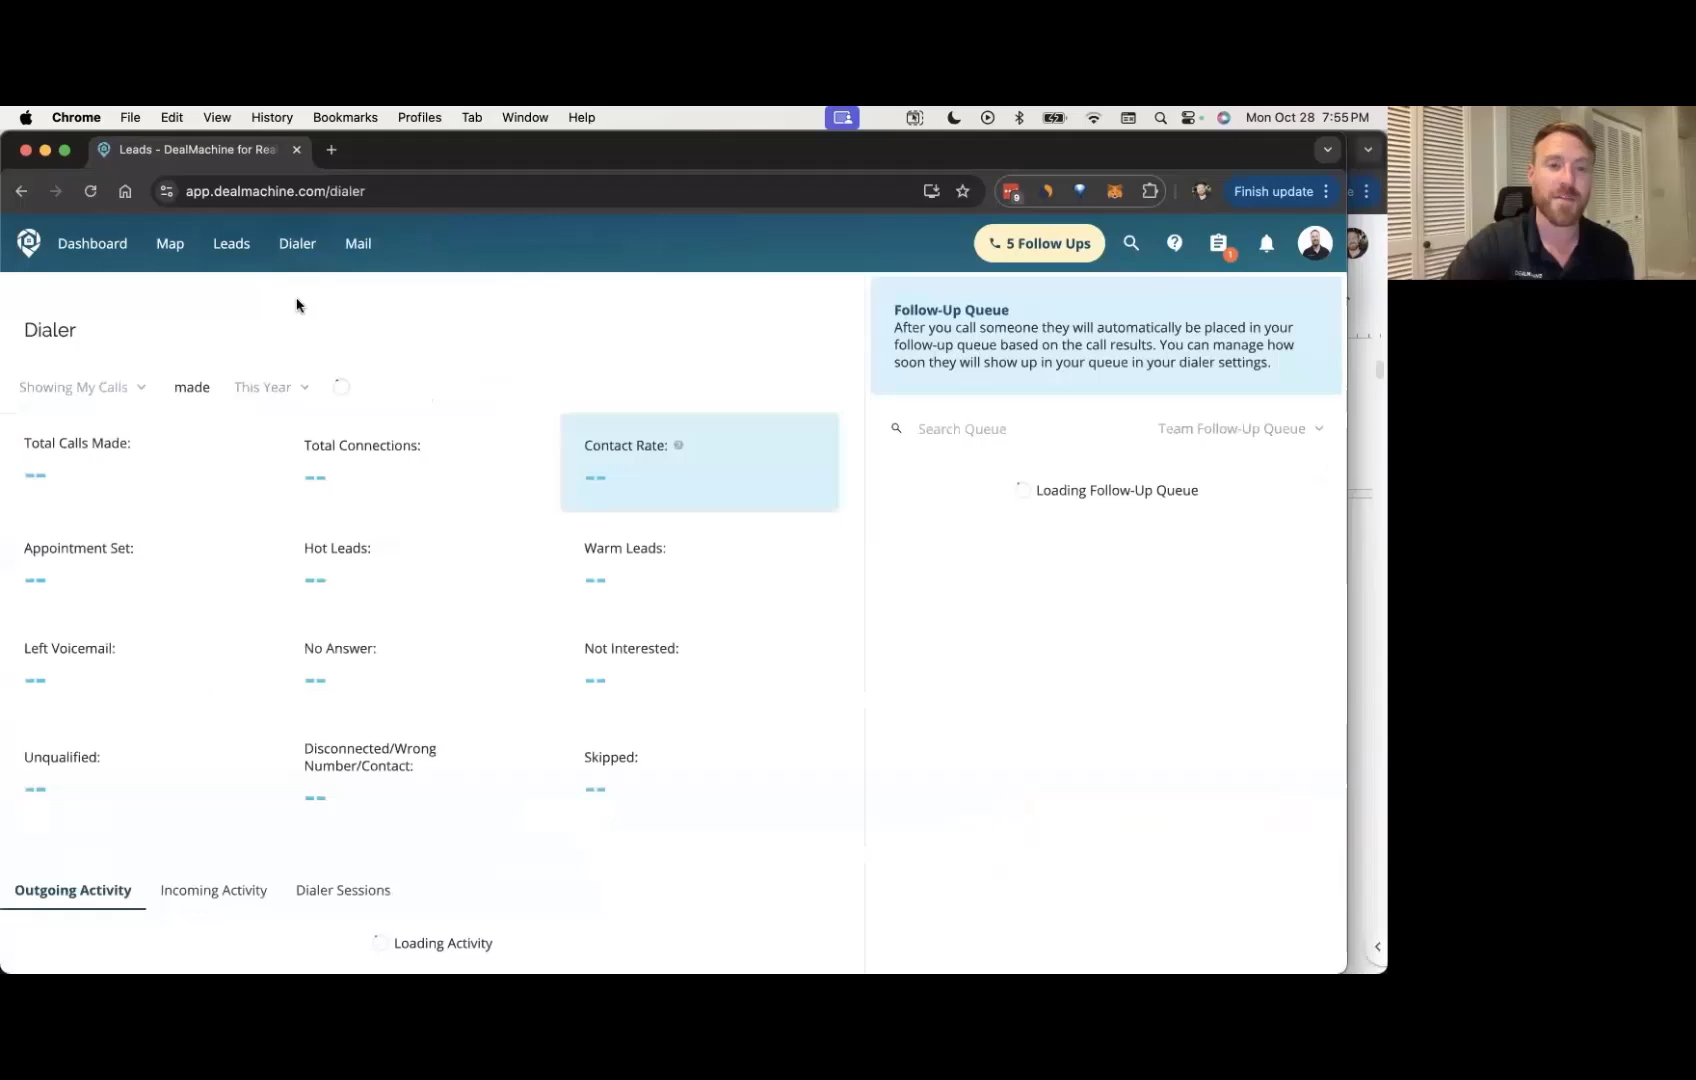 Chrome File Edit View History Bookmarks Profiles Tab Window Help Mon Oct 28 7:55 PM
Leads - DealMachine for Rea
app.dealmachine.com/dialer 9 Finish update
Dashboard Map Leads Dialer Mail 5 Follow Ups 1
Dialer
Showing My Calls made This Year
Total Calls Made:
--
Total Connections:
--
Contact Rate:
--
Appointment Set:
--
Hot Leads:
--
Warm Leads:
--
Left Voicemail:
--
No Answer:
--
Not Interested:
--
Unqualified:
--
Disconnected/Wrong
Number/Contact:
--
Skipped:
--
Outgoing Activity Incoming Activity Dialer Sessions
Loading Activity
Follow-Up Queue
After you call someone they will automatically be placed in your
follow-up queue based on the call results. You can manage how
soon they will show up in your queue in your dialer settings.
Search Queue Team Follow-Up Queue
Loading Follow-Up Queue